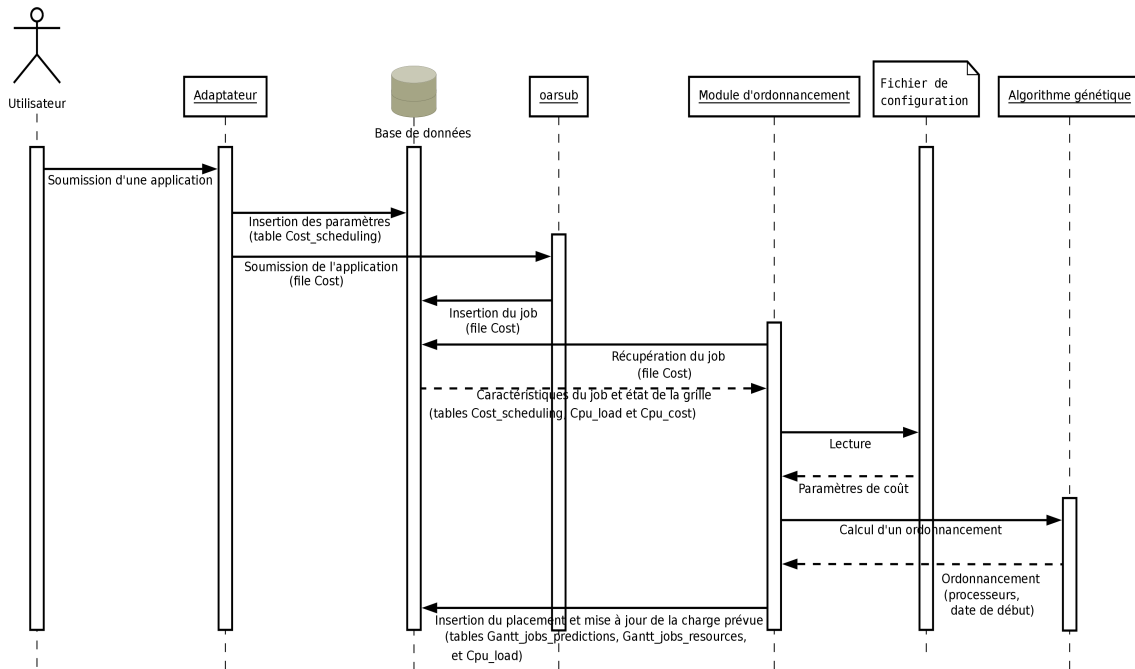 Utilisateur
Adaptateur
Base de données
oarsub
Module d'ordonnancement
Fichier de
configuration
Algorithme génétique
Soumission d'une application
Insertion des paramètres
(table Cost_scheduling)
Soumission de l'application
(file Cost)
Insertion du job
(file Cost)
Récupération du job
(file Cost)
Caractéristiques du job et état de la grille
(tables Cost_scheduling, Cpu_load et Cpu_cost)
Lecture
Paramètres de coût
Calcul d'un ordonnancement
Ordonnancement
(processeurs,
date de début)
Insertion du placement et mise à jour de la charge prévue
(tables Gantt_jobs_predictions, Gantt_jobs_resources,
et Cpu_load)